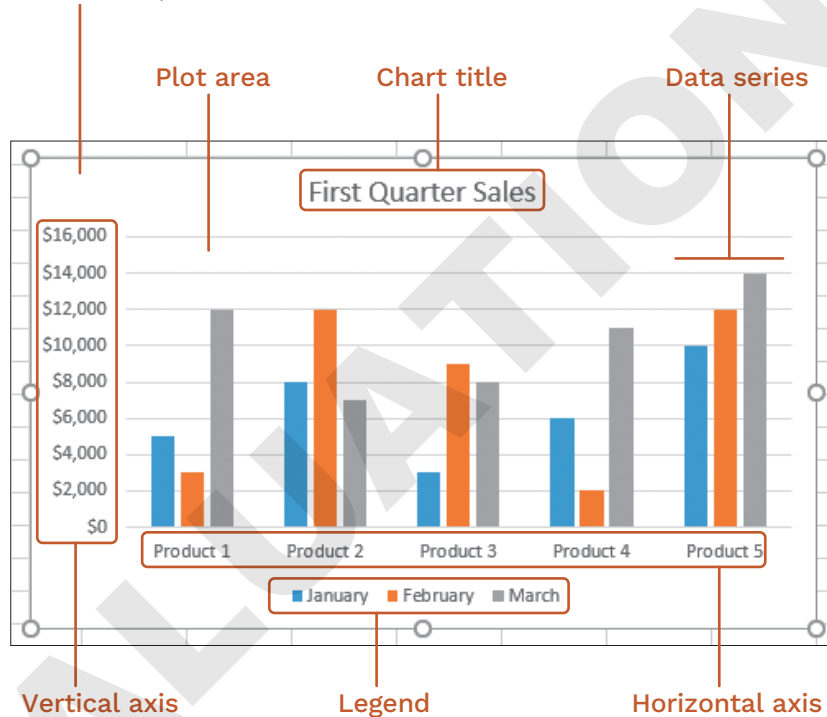 Plot area
Chart title
Data series
First Quarter Sales
$16,000
$14,000
$12,000
$10,000
$8,000
$6,000
$4,000
$2,000
$0
Product 1 Product 2 Product 3 Product 4 Product 5
January February March
Vertical axis
Legend
Horizontal axis